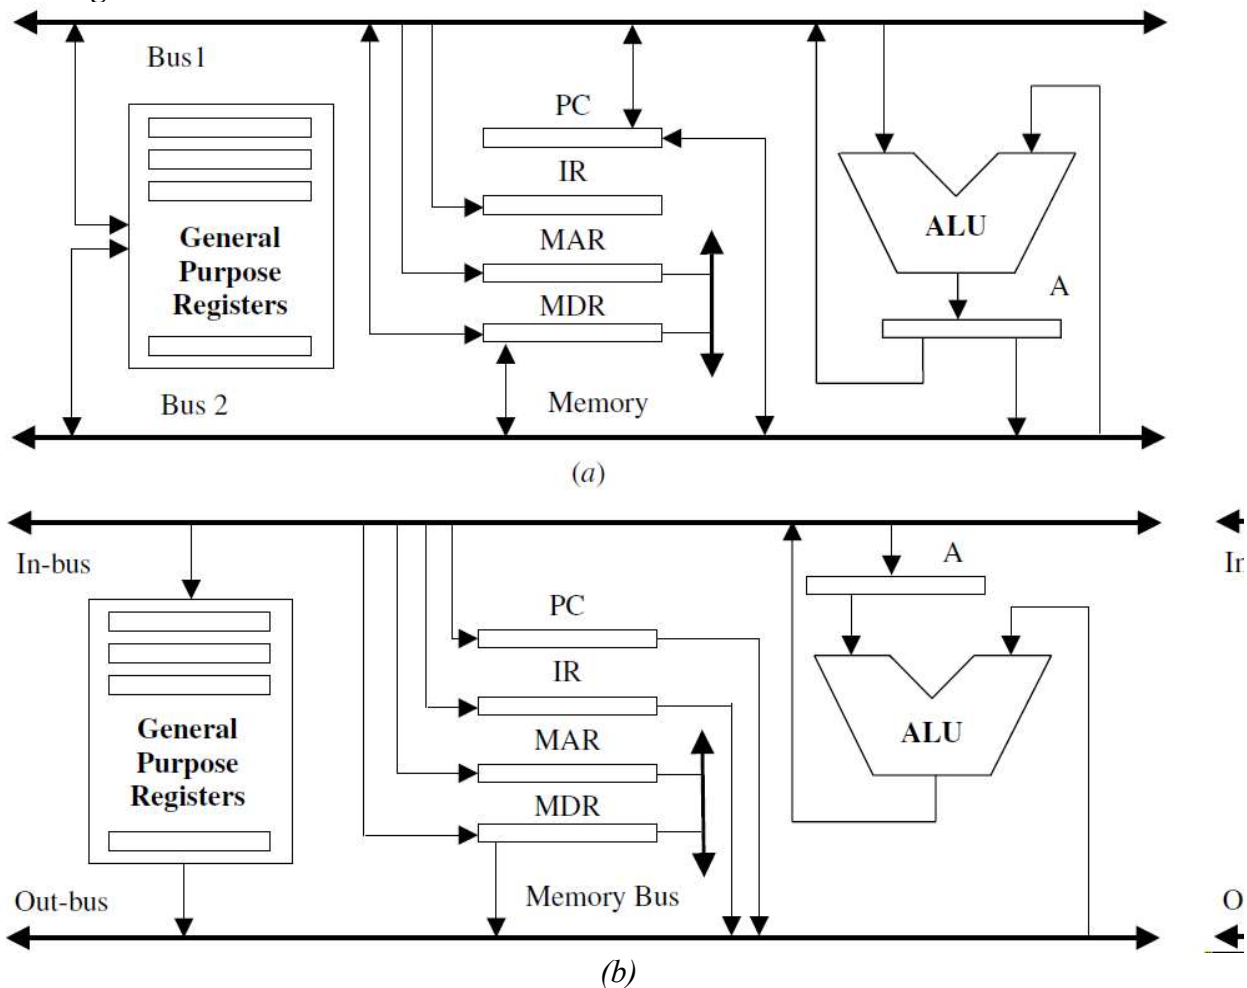 Bus1
PC
IR
General
Purpose
Registers
MAR
MDR
ALU
A
Bus 2
Memory
(a)
In-bus
A
In
PC
IR
General
Purpose
Registers
MAR
MDR
ALU
Out-bus
Memory Bus
O
(b)